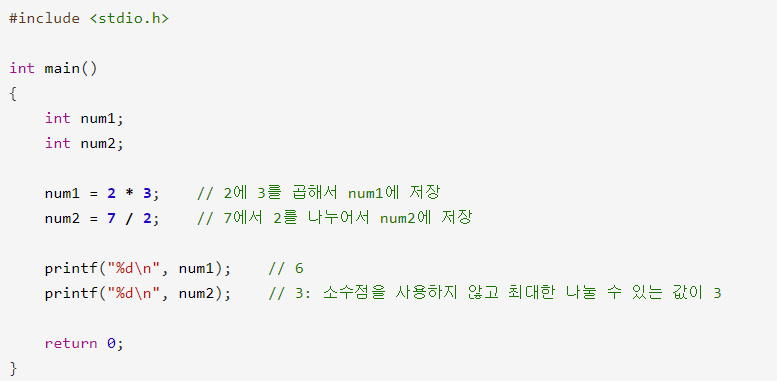 #include <stdio.h>
int main()
{
    int num1;
    int num2;
    num1 = 2 * 3;    // 2에 3를 곱해서 num1에 저장
    num2 = 7 / 2;    // 7에서 2를 나누어서 num2에 저장
    printf("%d\n", num1);    // 6
    printf("%d\n", num2);    // 3: 소수점을 사용하지 않고 최대한 나눌 수 있는 값이 3
    return 0;
}